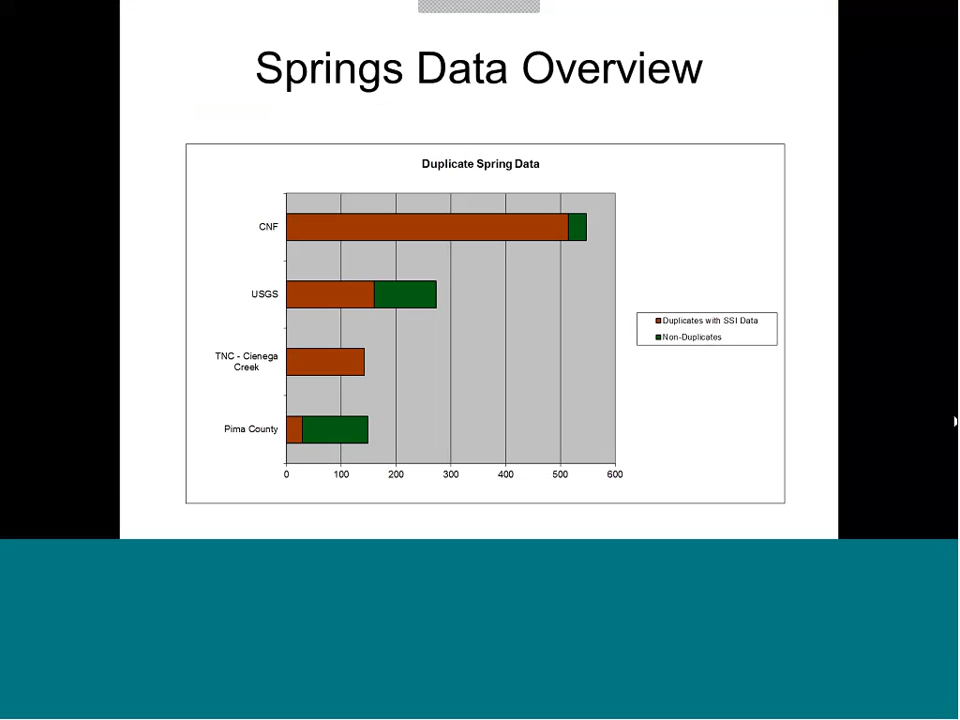 Springs Data Overview
Duplicate Spring Data
CNF
USGS
TNC - Cienega
Creek
Pima County
0 100 200 300 400 500 600
Duplicates with SSI Data
Non-Duplicates